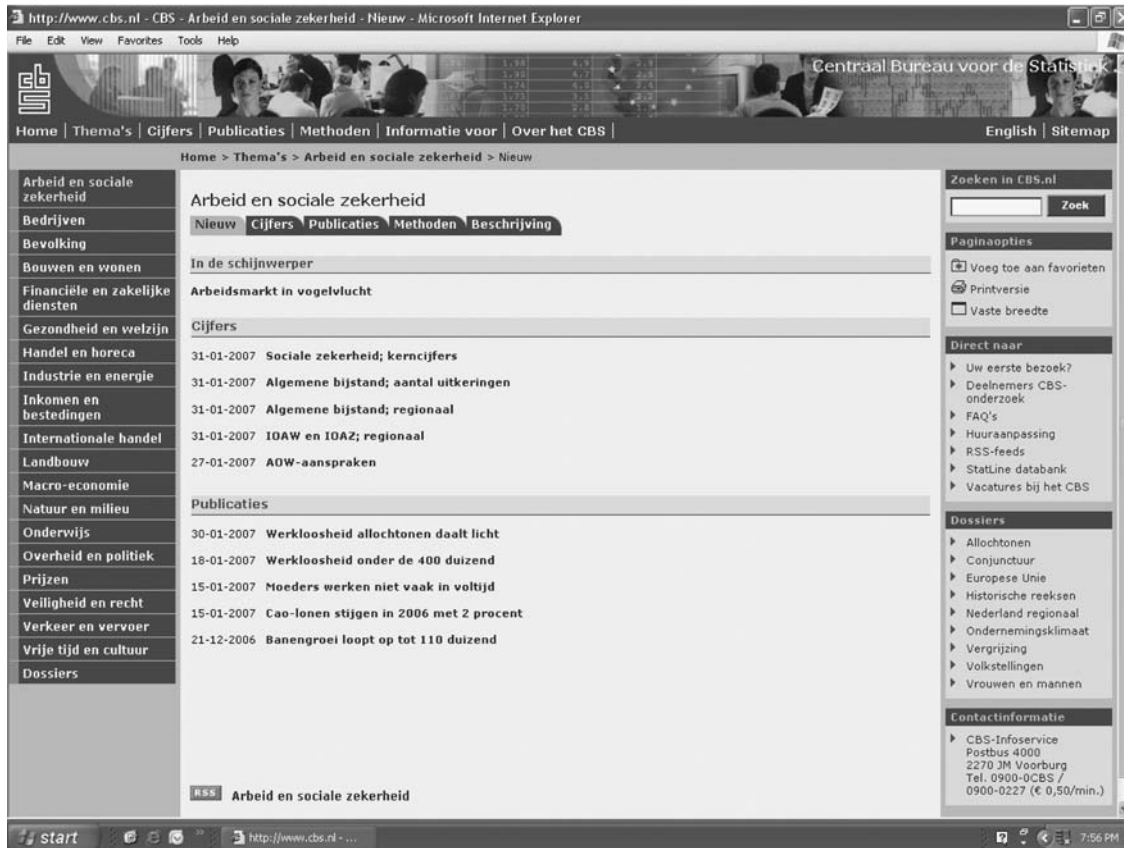 http://www.cbs.nl - CBS - Arbeid en sociale zekerheid - Nieuw - Microsoft Internet Explorer
File Edit View Favorites Tools Help
cbs
Centraal Bureau voor de Statistiek
Home | Thema's | Cijfers | Publicaties | Methoden | Informatie voor | Over het CBS |
English | Sitemap
Home > Thema's > Arbeid en sociale zekerheid > Nieuw
Arbeid en sociale
zekerheid
Bedrijven
Bevolking
Bouwen en wonen
Financiële en zakelijke
diensten
Gezondheid en welzijn
Handel en horeca
Industrie en energie
Inkomen en
bestedingen
Internationale handel
Landbouw
Macro-economie
Natuur en milieu
Onderwijs
Overheid en politiek
Prijzen
Veiligheid en recht
Verkeer en vervoer
Vrije tijd en cultuur
Dossiers
Arbeid en sociale zekerheid
Nieuw Cijfers Publicaties Methoden Beschrijving
In de schijnwerper
Arbeidsmarkt in vogelvlucht
Cijfers
31-01-2007 Sociale zekerheid; kerncijfers
31-01-2007 Algemene bijstand; aantal uitkeringen
31-01-2007 Algemene bijstand; regionaal
31-01-2007 IOAW en IOAZ; regionaal
27-01-2007 AOW-aanspraken
Publicaties
30-01-2007 Werkloosheid allochtonen daalt licht
18-01-2007 Werkloosheid onder de 400 duizend
15-01-2007 Moeders werken niet vaak in voltijd
15-01-2007 Cao-lonen stijgen in 2006 met 2 procent
21-12-2006 Banengroei loopt op tot 110 duizend
RSS Arbeid en sociale zekerheid
Zoeken in CBS.nl
Zoek
Paginaopties
Voeg toe aan favorieten
Printversie
Vaste breedte
Direct naar
Uw eerste bezoek?
Deelnemers CBS-
onderzoek
FAQ's
Huuraanpassing
RSS-feeds
StatLine databank
Vacatures bij het CBS
Dossiers
Allochtonen
Conjunctuur
Europese Unie
Historische reeksen
Nederland regionaal
Ondernemingsklimaat
Vergrijzing
Volkstellingen
Vrouwen en mannen
Contactinformatie
CBS-Infoservice
Postbus 4000
2270 JM Voorburg
Tel. 0900-0CBS /
0900-0227 (€ 0,50/min.)
start
http://www.cbs.nl - ...
7:56 PM